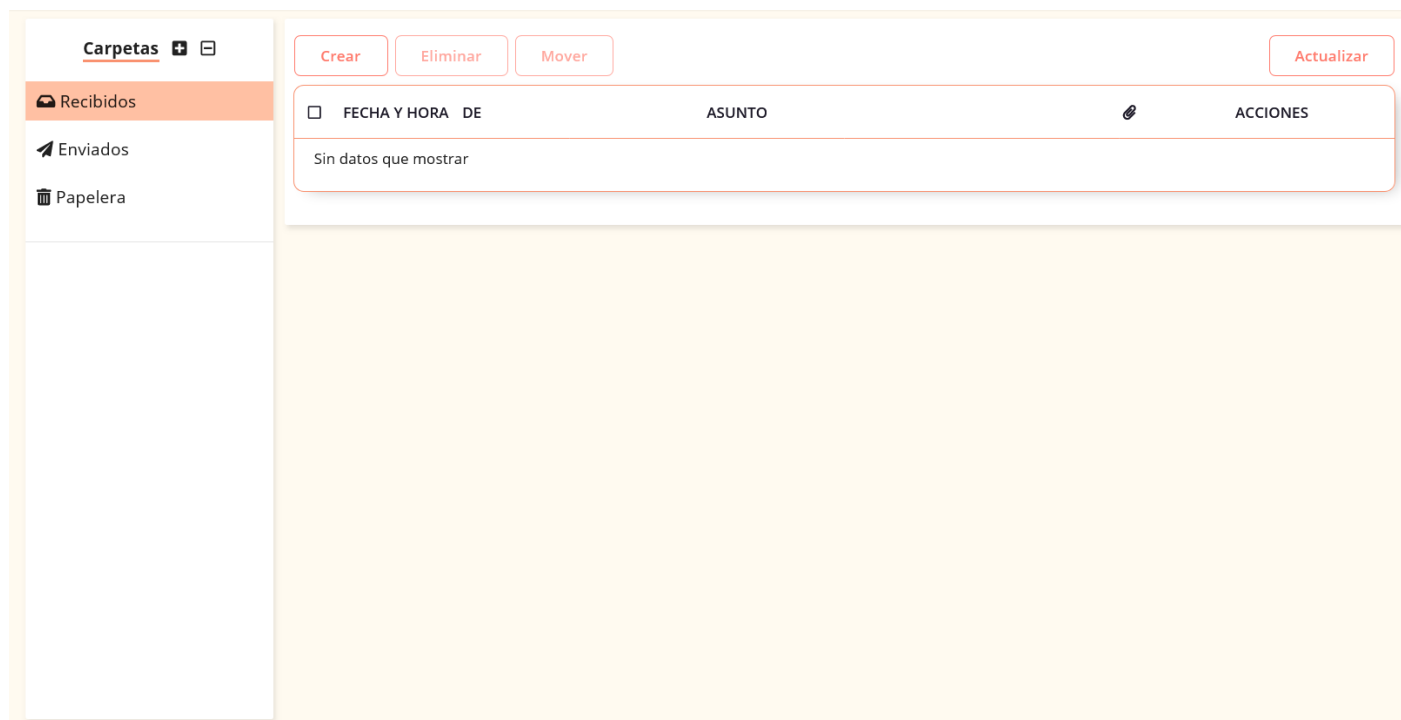 Carpetas
Recibidos
Enviados
Papelera
Crear Eliminar Mover Actualizar
FECHA Y HORA DE ASUNTO ACCIONES
Sin datos que mostrar